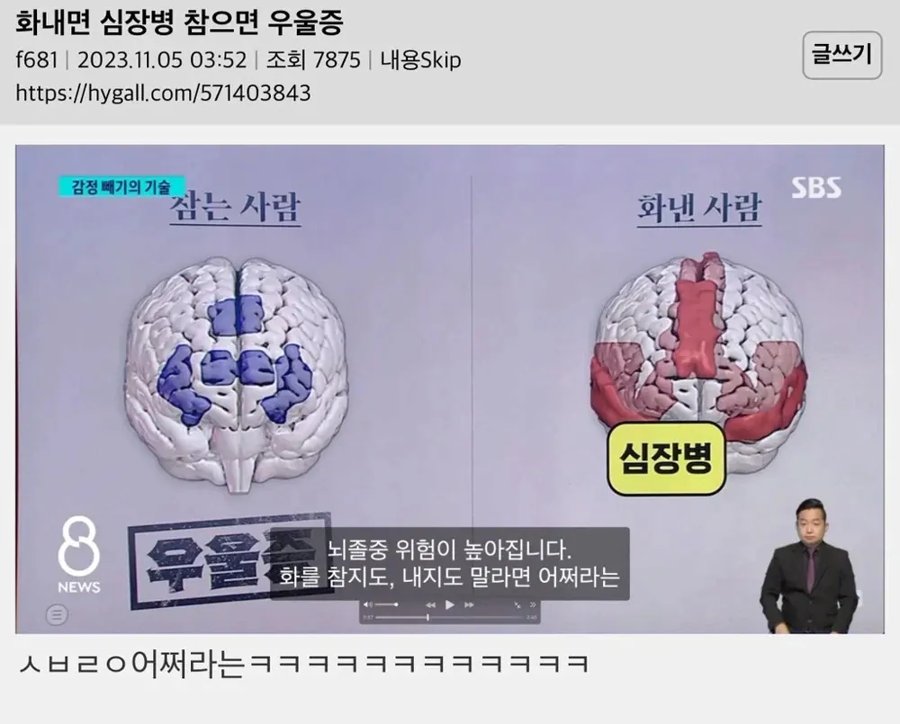 화내면 심장병 참으면 우울증
f681 | 2023.11.05 03:52 | 조회 7875 | 내용Skip
글쓰기
https://hygall.com/571403843
감정 빼기의 기술
SBS
참는 사람
화낸 사람
심장병
우울증
뇌졸중 위험이 높아집니다.
화를 참지도, 내지도 말라면 어쩌라는
8
NEWS
ㅅㅂㄹㅇ어쩌라는ㅋㅋㅋㅋㅋㅋㅋㅋㅋㅋㅋㅋㅋ